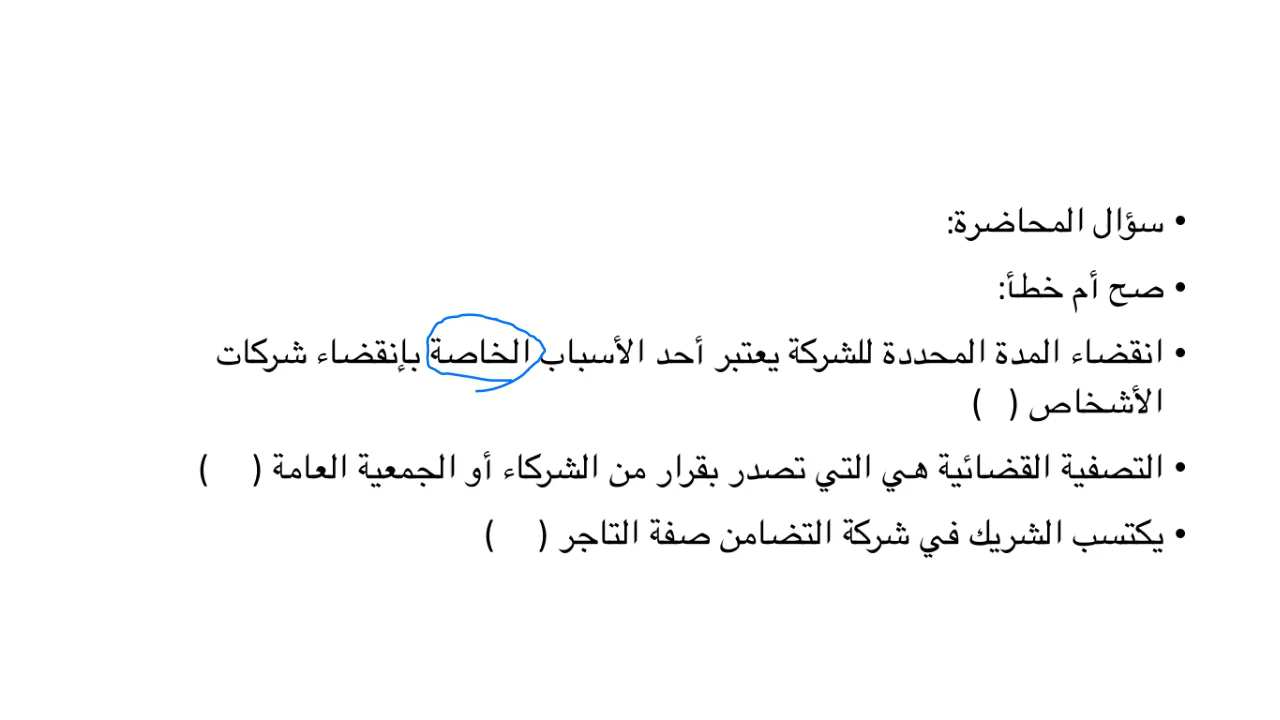 • سؤال المحاضرة:
• صح أم خطأ:
• انقضاء المدة المحددة للشركة يعتبر أحد الأسباب الخاصة بإنقضاء شركات
الأشخاص ( )
• التصفية القضائية هي التي تصدر بقرار من الشركاء أو الجمعية العامة ( )
• يكتسب الشريك في شركة التضامن صفة التاجر ( )